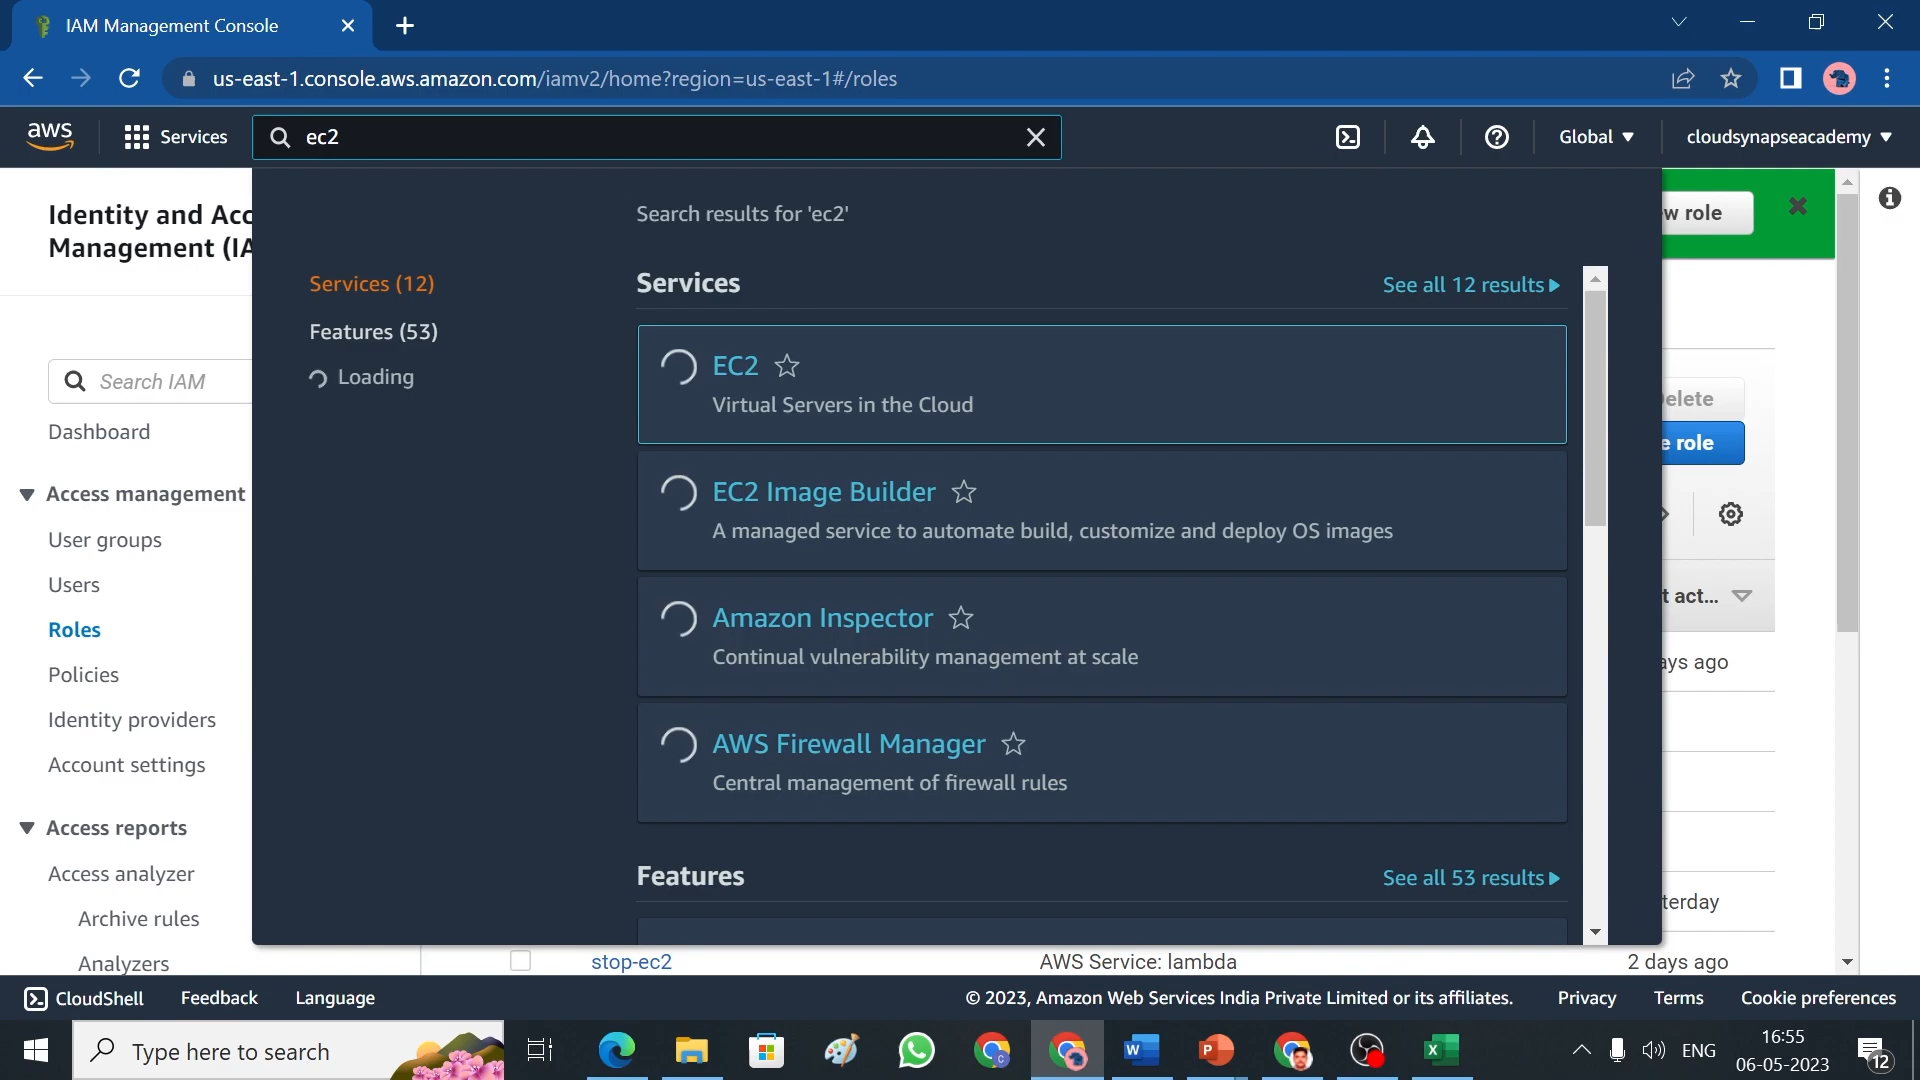 IAM Management Console
us-east-1.console.aws.amazon.com/iamv2/home?region=us-east-1#/roles
aws
Services
ec2
Global
cloudsynapseacademy
Identity and Acc
Management (IA
Search IAM
Dashboard
Access management
User groups
Users
Roles
Policies
Identity providers
Account settings
Access reports
Access analyzer
Archive rules
Analyzers
Search results for 'ec2'
Services (12)
Features (53)
Loading
Services
See all 12 results
EC2
Virtual Servers in the Cloud
EC2 Image Builder
A managed service to automate build, customize and deploy OS images
Amazon Inspector
Continual vulnerability management at scale
AWS Firewall Manager
Central management of firewall rules
Features
See all 53 results
w role
elete
e role
t act...
ays ago
terday
stop-ec2
AWS Service: lambda
2 days ago
CloudShell
Feedback
Language
© 2023, Amazon Web Services India Private Limited or its affiliates.
Privacy
Terms
Cookie preferences
Type here to search
C
W
P
X
ENG
16:55
06-05-2023
12